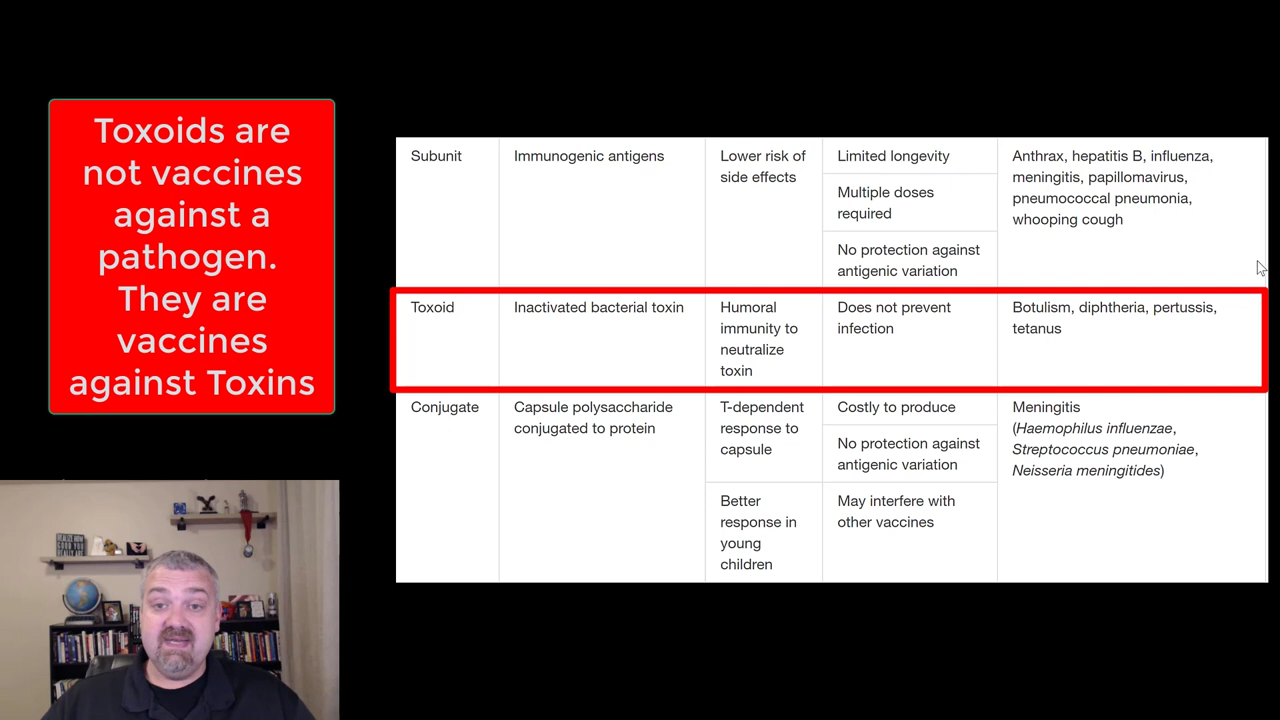 Toxoids are
not vaccines
against a
pathogen.
They are
vaccines
against Toxins
Subunit
Immunogenic antigens
Lower risk of
side effects
Limited longevity
Multiple doses
required
No protection against
antigenic variation
Anthrax, hepatitis B, influenza,
meningitis, papillomavirus,
pneumococcal pneumonia,
whooping cough
Toxoid
Inactivated bacterial toxin
Humoral
immunity to
neutralize
toxin
Does not prevent
infection
Botulism, diphtheria, pertussis,
tetanus
Conjugate
Capsule polysaccharide
conjugated to protein
T-dependent
response to
capsule
Better
response in
young
children
Costly to produce
No protection against
antigenic variation
May interfere with
other vaccines
Meningitis
(Haemophilus influenzae,
Streptococcus pneumoniae,
Neisseria meningitides)